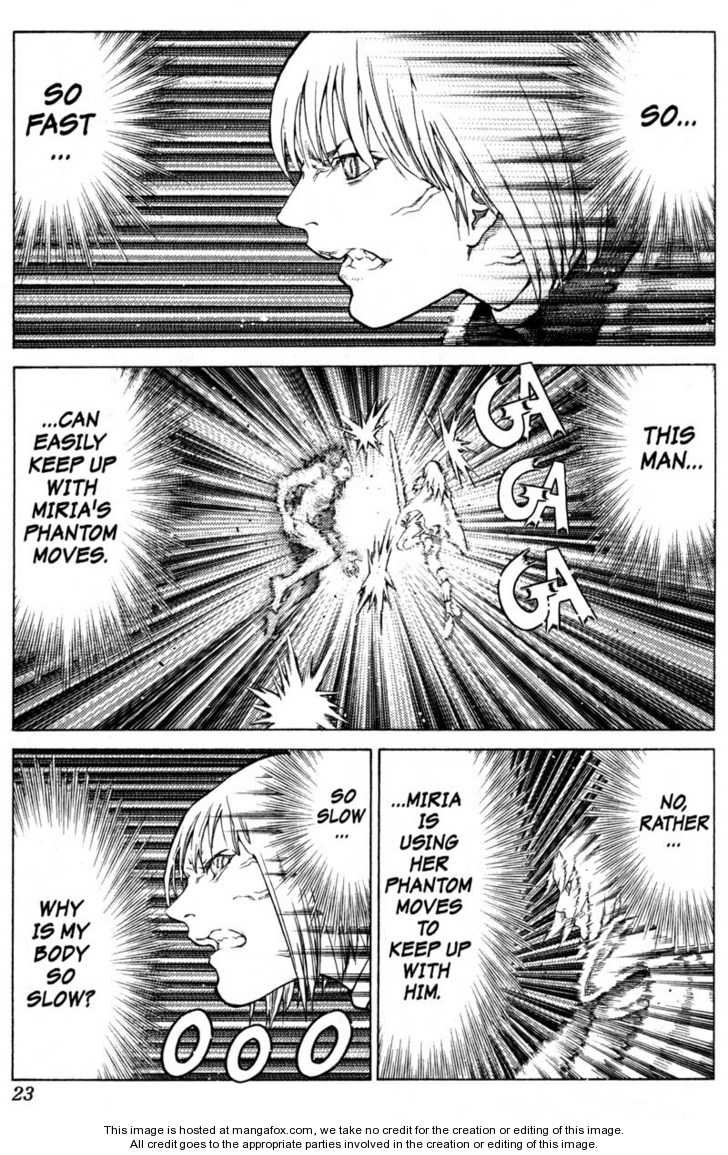 SO...
SO
FAST
...
THIS
MAN...
GA
GA
GA
...CAN
EASILY
KEEP UP
WITH
MIRIA'S
PHANTOM
MOVES.
NO,
RATHER
...
...MIRIA
IS
USING
HER
PHANTOM
MOVES
TO
KEEP UP
WITH
HIM.
SO
SLOW
...
WHY
IS MY
BODY
SO
SLOW?
OOO
23
This image is hosted at mangafox.com, we take no credit for the creation or editing of this image.
All credit goes to the appropriate parties involved in the creation or editing of this image.